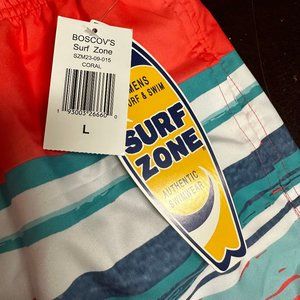 BOSCOV'S
Surf Zone
SZM23-09-015
CORAL
L
MENS
SURF & SWIM
SURF
ZONE
AUTHENTIC
SWIMWEAR